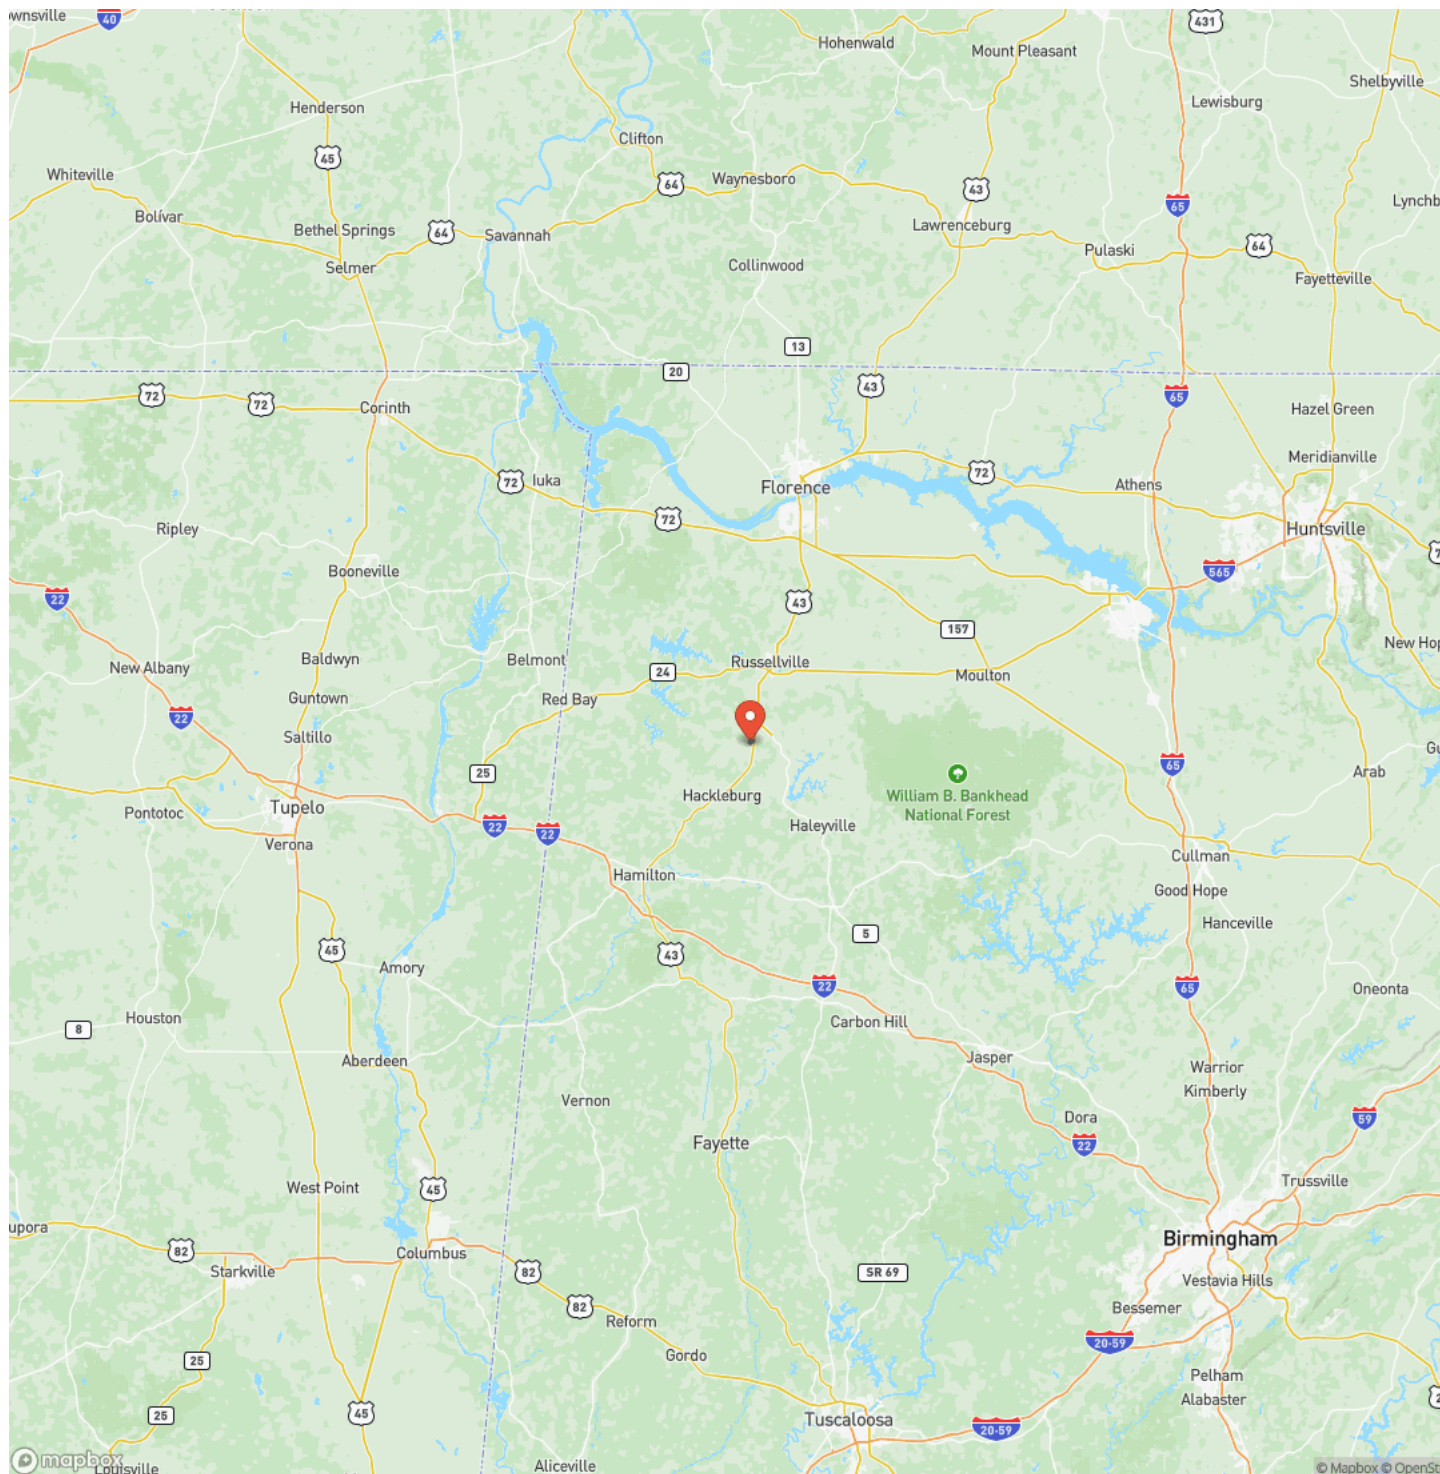 ownsville
40
431
Hohenwald
Mount Pleasant
Shelbyville
Henderson
Lewisburg
Clifton
45
Whiteville
64
Waynesboro
43
65
Lynchb
Bolívar
Bethel Springs
64
Savannah
Lawrenceburg
Pulaski
64
Selmer
Collinwood
Fayetteville
13
20
43
72
72
65
Corinth
Hazel Green
Meridianville
72
Iuka
Florence
72
Athens
72
Ripley
Huntsville
7
Booneville
565
22
43
157
New Hop
Baldwyn
Belmont
Russellville
New Albany
24
Moulton
Guntown
Red Bay
22
Saltillo
Gu
25
65
Arab
Hackleburg
William B. Bankhead
National Forest
Tupelo
Pontotoc
22
22
Haleyville
Verona
Cullman
Hamilton
Good Hope
Hanceville
5
45
43
Amory
22
65
Oneonta
Houston
8
Carbon Hill
Aberdeen
Jasper
Warrior
Kimberly
Vernon
Dora
59
Fayette
22
West Point
45
Trussville
upora
Birmingham
82
Columbus
Starkville
82
SR 69
Vestavia Hills
82
Bessemer
Reform
20-59
Gordo
25
Pelham
2
Alabaster
25
45
Tuscaloosa
20-59
mapbox
Louisville
Aliceville
© Mapbox © OpenSt